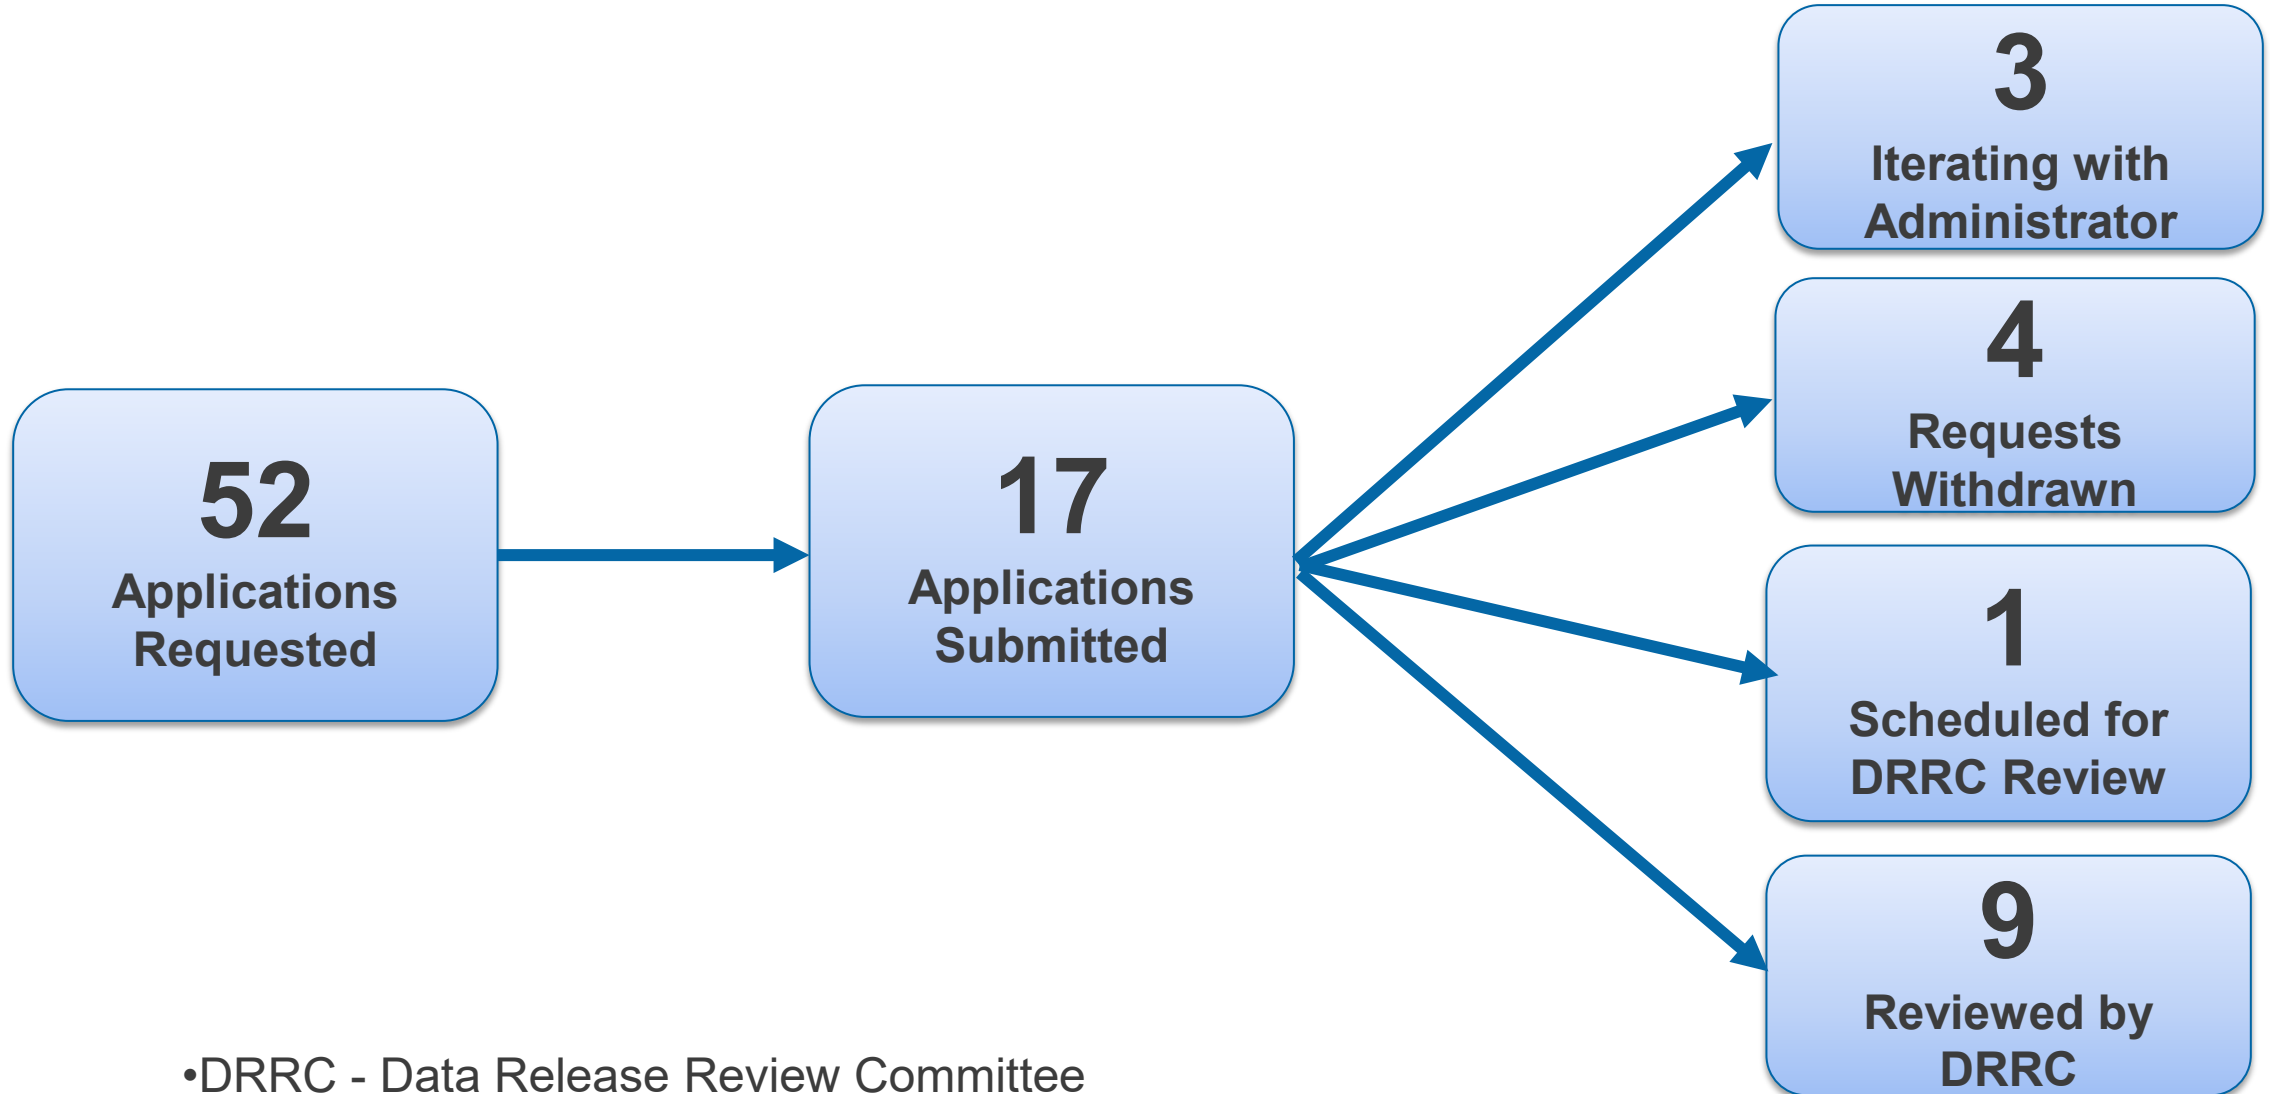 52
Applications
Requested
17
Applications
Submitted
3
Iterating with
Administrator
4
Requests
Withdrawn
1
Scheduled for
DRRC Review
9
Reviewed by
DRRC
•DRRC - Data Release Review Committee